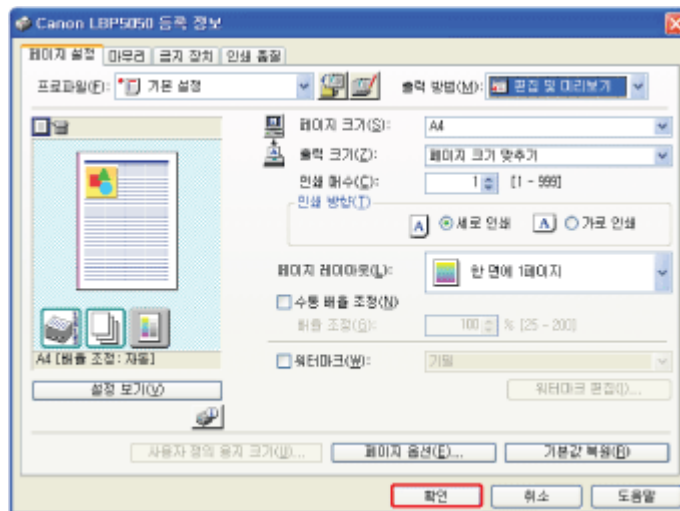 Canon LBP5050 등록 정보
페이지 설정 마무리 급지 장치 인쇄 품질
프로파일(F): 기본 설정 출력 방법(M): 편집 및 미리보기
페이지 크기(S): A4
출력 크기(Z): 페이지 크기 맞추기
인쇄 매수(C): 1 [1 - 999]
인쇄 방향(T)
A 세로 인쇄 A 가로 인쇄
페이지 레이아웃(L): 한 면에 1페이지
수동 배율 조정(N)
배율 조정(G): 100 % [25 - 200]
A4 [배율 조정: 자동]
워터마크(W): 기밀
설정 보기(V) 워터마크 편집(I)...
사용자 정의 용지 크기(U)... 페이지 옵션(E)... 기본값 복원(R)
확인 취소 도움말